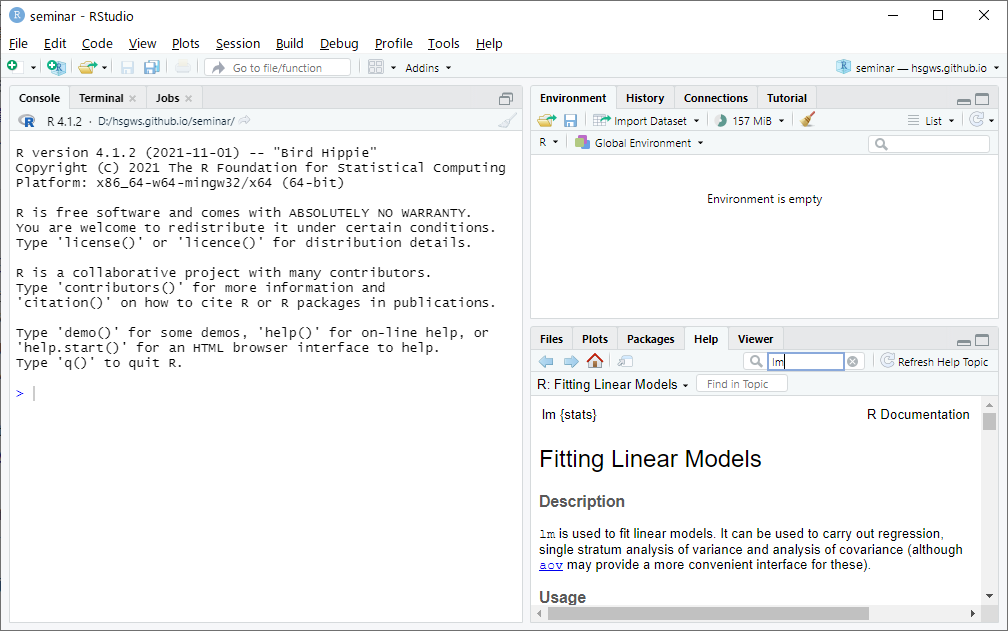 seminar - RStudio
File Edit Code View Plots Session Build Debug Profile Tools Help
Go to file/function Addins seminar — hsgws.github.io
Console Terminal Jobs
R 4.1.2 · D:/hsgws.github.io/seminar/
R version 4.1.2 (2021-11-01) -- "Bird Hippie"
Copyright (C) 2021 The R Foundation for Statistical Computing
Platform: x86_64-w64-mingw32/x64 (64-bit)
R is free software and comes with ABSOLUTELY NO WARRANTY.
You are welcome to redistribute it under certain conditions.
Type 'license()' or 'licence()' for distribution details.
R is a collaborative project with many contributors.
Type 'contributors()' for more information and
'citation()' on how to cite R or R packages in publications.
Type 'demo()' for some demos, 'help()' for on-line help, or
'help.start()' for an HTML browser interface to help.
Type 'q()' to quit R.
>
Environment History Connections Tutorial
Import Dataset 157 MiB List
R Global Environment
Environment is empty
Files Plots Packages Help Viewer
lm Refresh Help Topic
R: Fitting Linear Models Find in Topic
lm {stats} R Documentation
Fitting Linear Models
Description
lm is used to fit linear models. It can be used to carry out regression,
single stratum analysis of variance and analysis of covariance (although
aov may provide a more convenient interface for these).
Usage